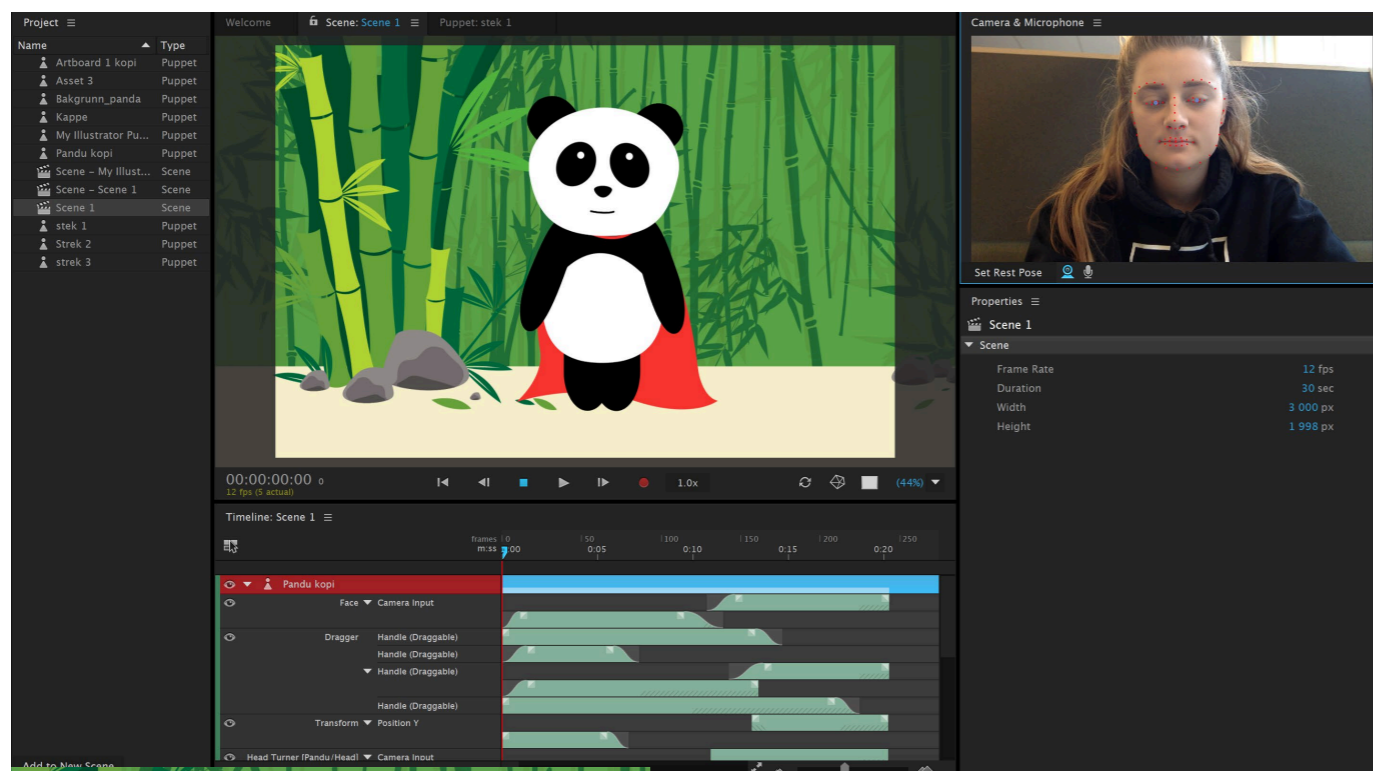 Project
Name Type
Artboard 1 kopi Puppet
Asset 3 Puppet
Bakgrunn_panda Puppet
Kappe Puppet
My Illustrator Pu... Puppet
Pandu kopi Puppet
Scene – My Illust... Scene
Scene – Scene 1 Scene
Scene 1 Scene
stek 1 Puppet
Strek 2 Puppet
strek 3 Puppet
Add to New Scene
Welcome Scene: Scene 1 Puppet: stek 1
00:00:00:00 0
12 fps (5 actual)
1.0x
(44%)
Timeline: Scene 1
frames 0 50 100 150 200 250
m:ss 0:00 0:05 0:10 0:15 0:20
Pandu kopi
Face Camera Input
Dragger Handle (Draggable)
Handle (Draggable)
Handle (Draggable)
Handle (Draggable)
Transform Position Y
Head Turner [Pandu/Head] Camera Input
Camera & Microphone
Set Rest Pose
Properties
Scene 1
Scene
Frame Rate 12 fps
Duration 30 sec
Width 3 000 px
Height 1 998 px